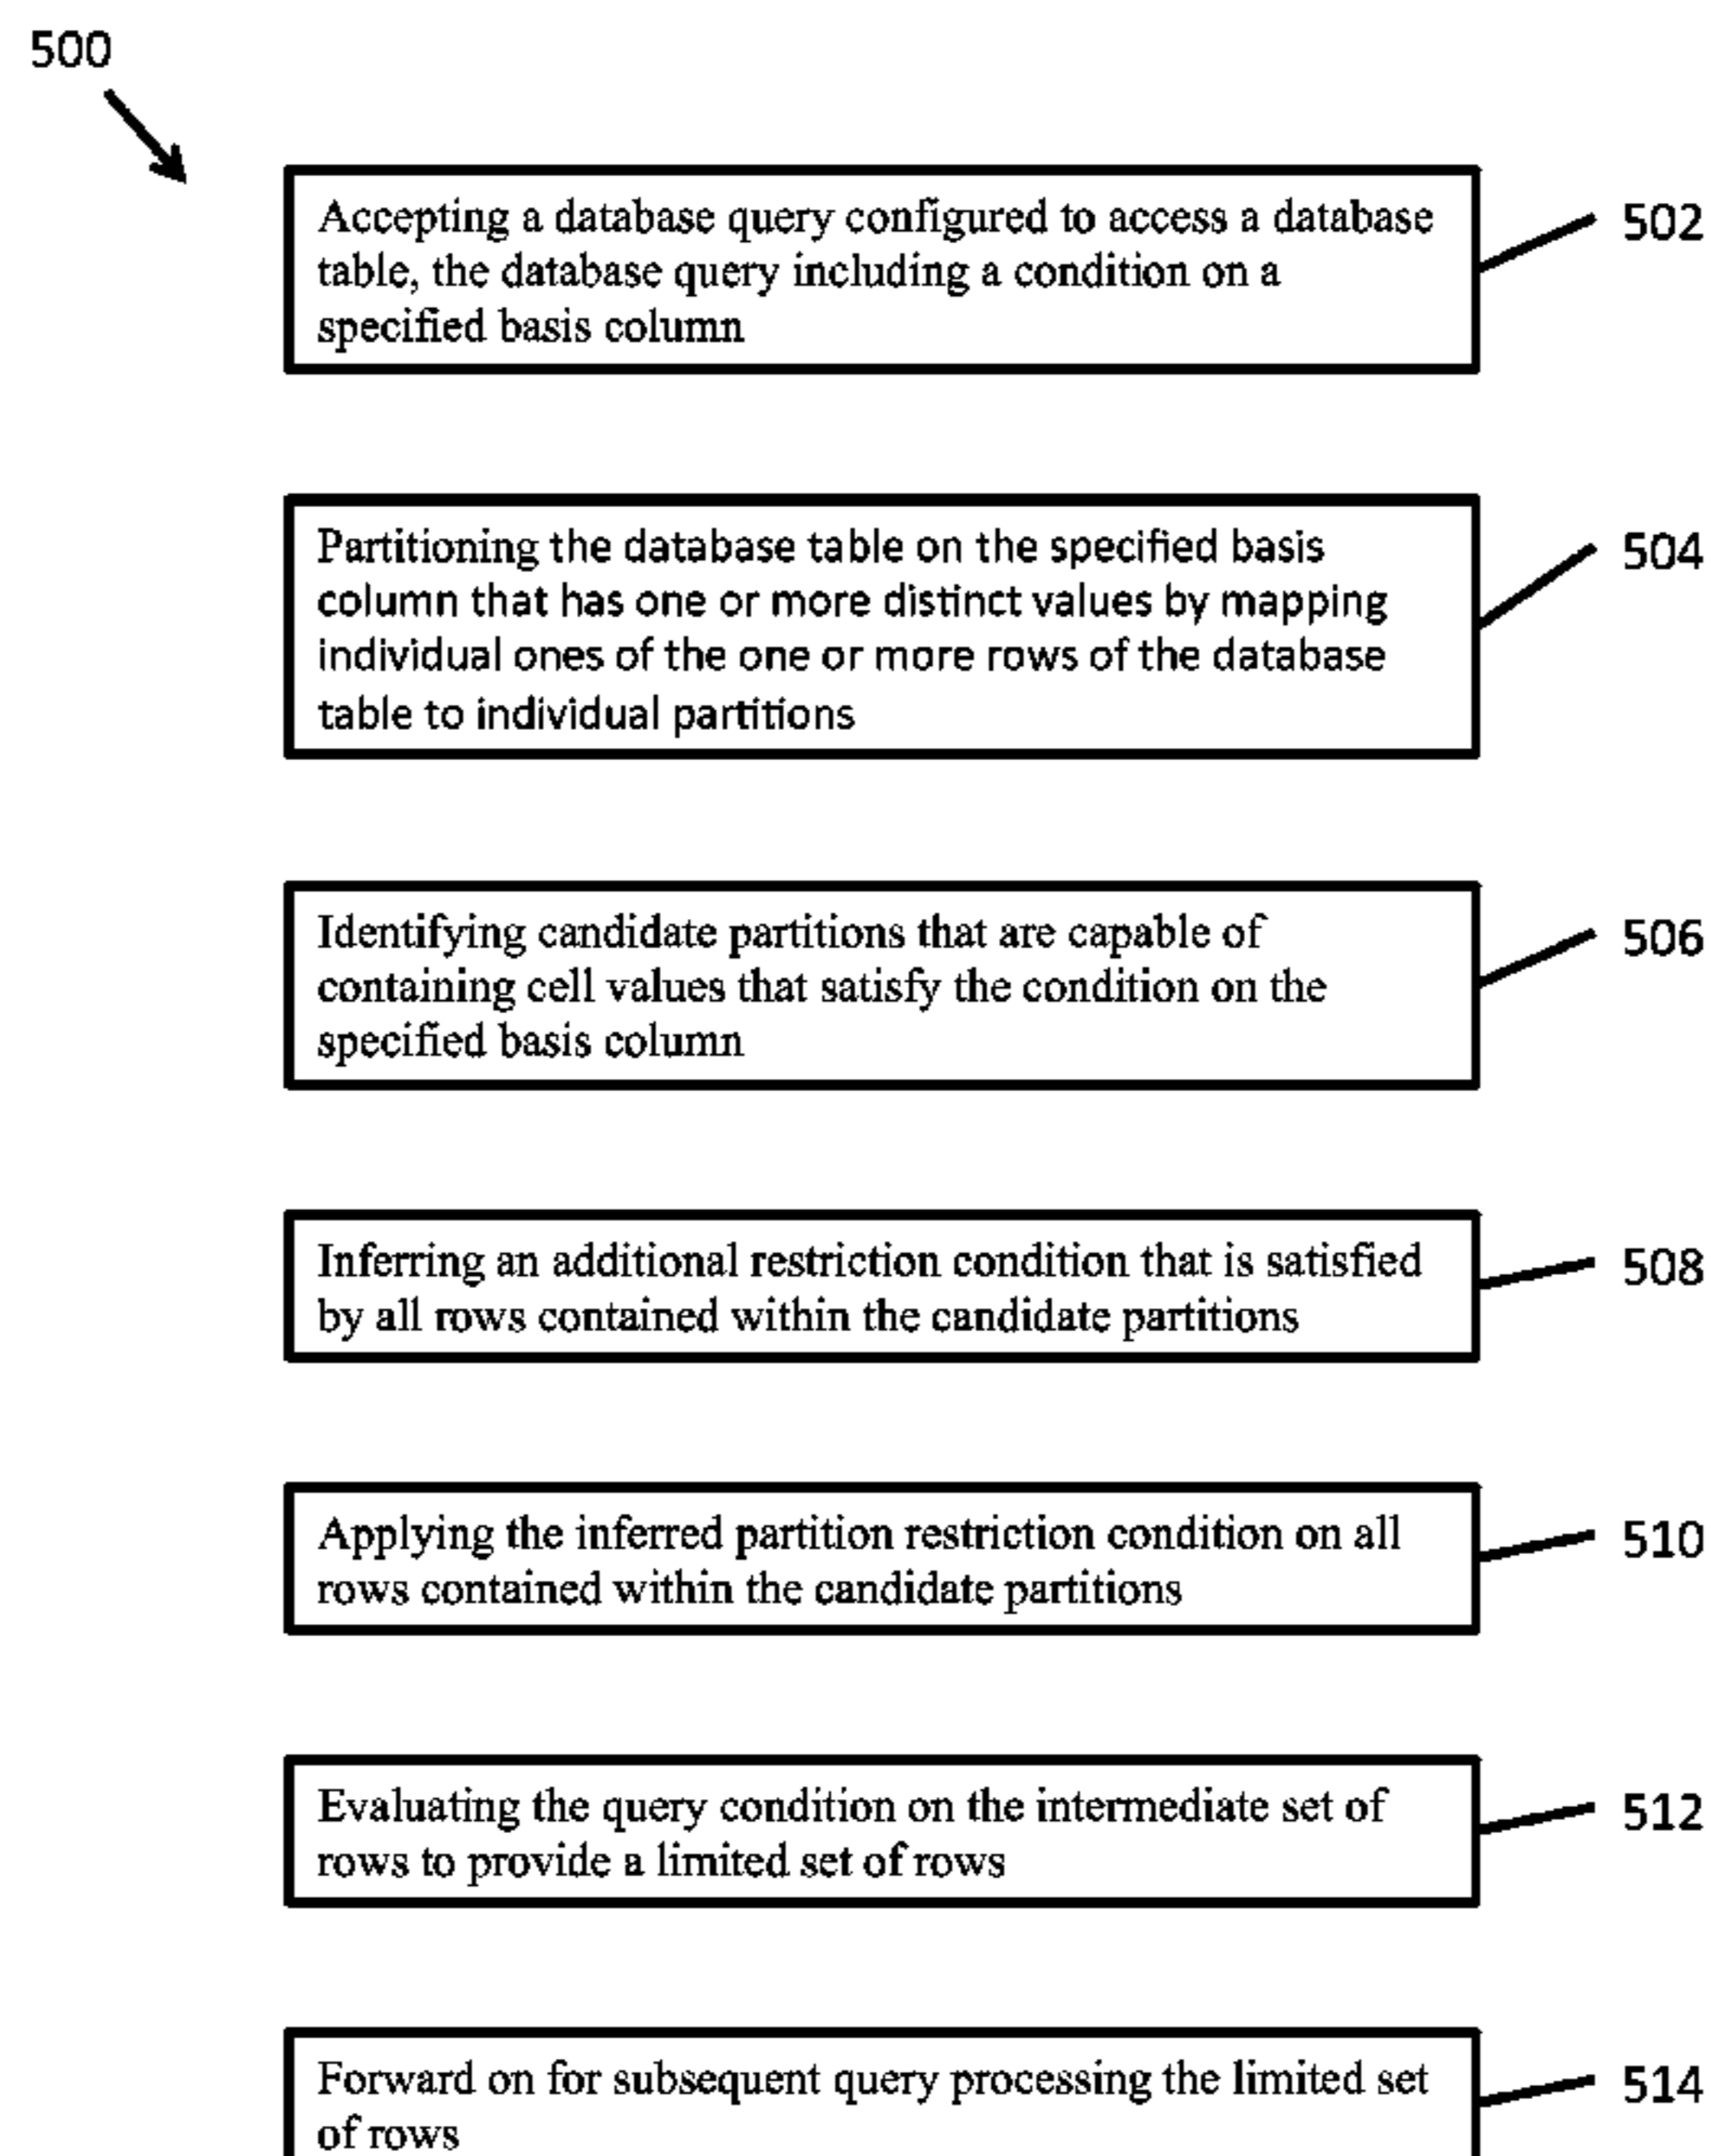 500
Accepting a database query configured to access a database
table, the database query including a condition on a
specified basis column
502
Partitioning the database table on the specified basis
column that has one or more distinct values by mapping
individual ones of the one or more rows of the database
table to individual partitions
504
Identifying candidate partitions that are capable of
containing cell values that satisfy the condition on the
specified basis column
506
Inferring an additional restriction condition that is satisfied
by all rows contained within the candidate partitions
508
Applying the inferred partition restriction condition on all
rows contained within the candidate partitions
510
Evaluating the query condition on the intermediate set of
rows to provide a limited set of rows
512
Forward on for subsequent query processing the limited set
of rows
514